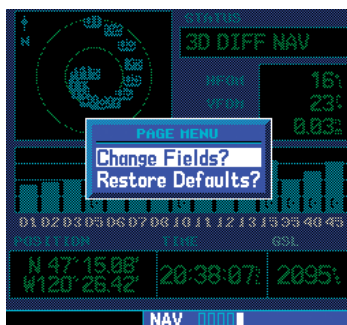 N
STATUS
3D DIFF NAV
HFOM 16
VFOM 23
0.03
PAGE MENU
Change Fields?
Restore Defaults?
01 02 03 05 06 07 08 10 11 12 13 15 35 40 45
POSITION TIME GSL
N 47°15.06'
W120°26.42'
20:38:07
2095
NAV